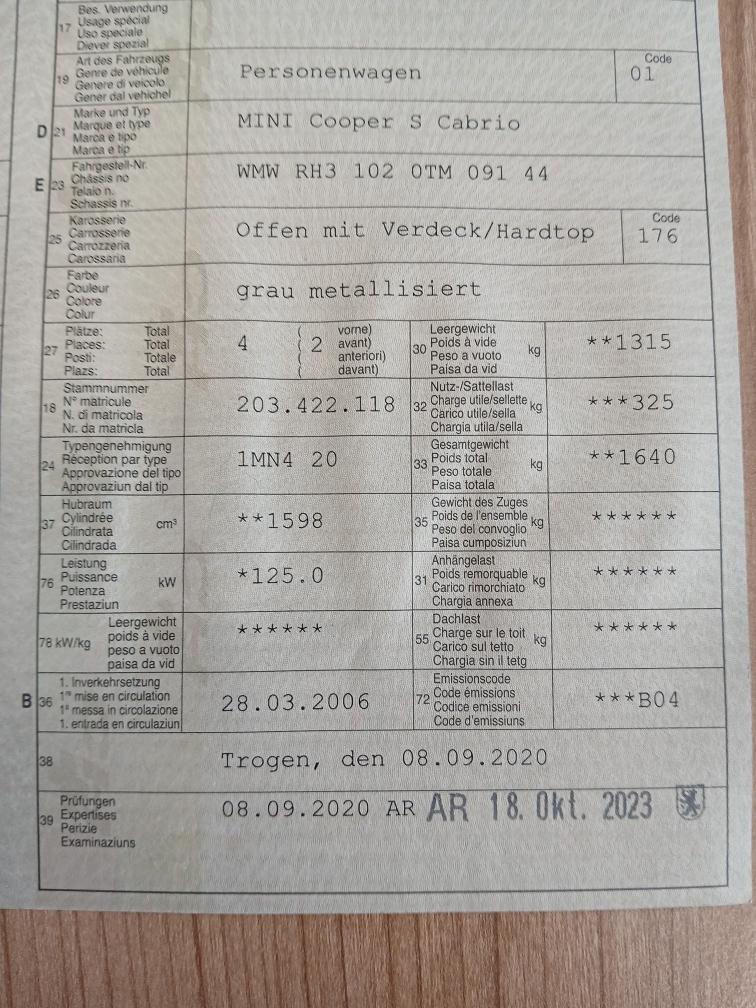 17 Bes. Verwendung
Usage spécial
Uso speciale
Diever spezial
19 Art des Fahrzeugs
Genre de véhicule
Genere di veicolo
Gener dal vehichel
Personenwagen
Code
01
D 21 Marke und Typ
Marque et type
Marca e tipo
Marca e tip
MINI Cooper S Cabrio
E 23 Fahrgestell-Nr.
Châssis no
Telaio n.
Schassis nr.
WMW RH3 102 0TM 091 44
25 Karosserie
Carrosserie
Carrozzeria
Carossaria
Offen mit Verdeck/Hardtop
Code
176
26 Farbe
Couleur
Colore
Colur
grau metallisiert
27 Plätze: Total
Places: Total
Posti: Totale
Plazs: Total
4 ( 2 vorne)
( avant)
( anteriori)
( davant)
30 Leergewicht
Poids à vide
Peso a vuoto
Paisa da vid
kg
**1315
18 Stammnummer
N° matricule
N. di matricola
Nr. da matricla
203.422.118
32 Nutz-/Sattellast
Charge utile/sellette
Carico utile/sella
Chargia utila/sella
kg
***325
24 Typengenehmigung
Réception par type
Approvazione del tipo
Approvaziun dal tip
1MN4 20
33 Gesamtgewicht
Poids total
Peso totale
Paisa totala
kg
**1640
37 Hubraum
Cylindrée
Cilindrata
Cilindrada
cm³
**1598
35 Gewicht des Zuges
Poids de l'ensemble
Peso del convoglio
Paisa cumposiziun
kg
******
76 Leistung
Puissance
Potenza
Prestaziun
kW
*125.0
31 Anhängelast
Poids remorquable
Carico rimorchiato
Chargia annexa
kg
******
78 kW/kg
Leergewicht
poids à vide
peso a vuoto
paisa da vid
******
55 Dachlast
Charge sur le toit
Carico sul tetto
Chargia sin il tetg
kg
******
B 36 1. Inverkehrsetzung
1re mise en circulation
1a messa in circolazione
1. entrada en circulaziun
28.03.2006
72 Emissionscode
Code émissions
Codice emissioni
Code d'emissiuns
***B04
38
Trogen, den 08.09.2020
39 Prüfungen
Expertises
Perizie
Examinaziuns
08.09.2020 AR AR 18. Okt. 2023